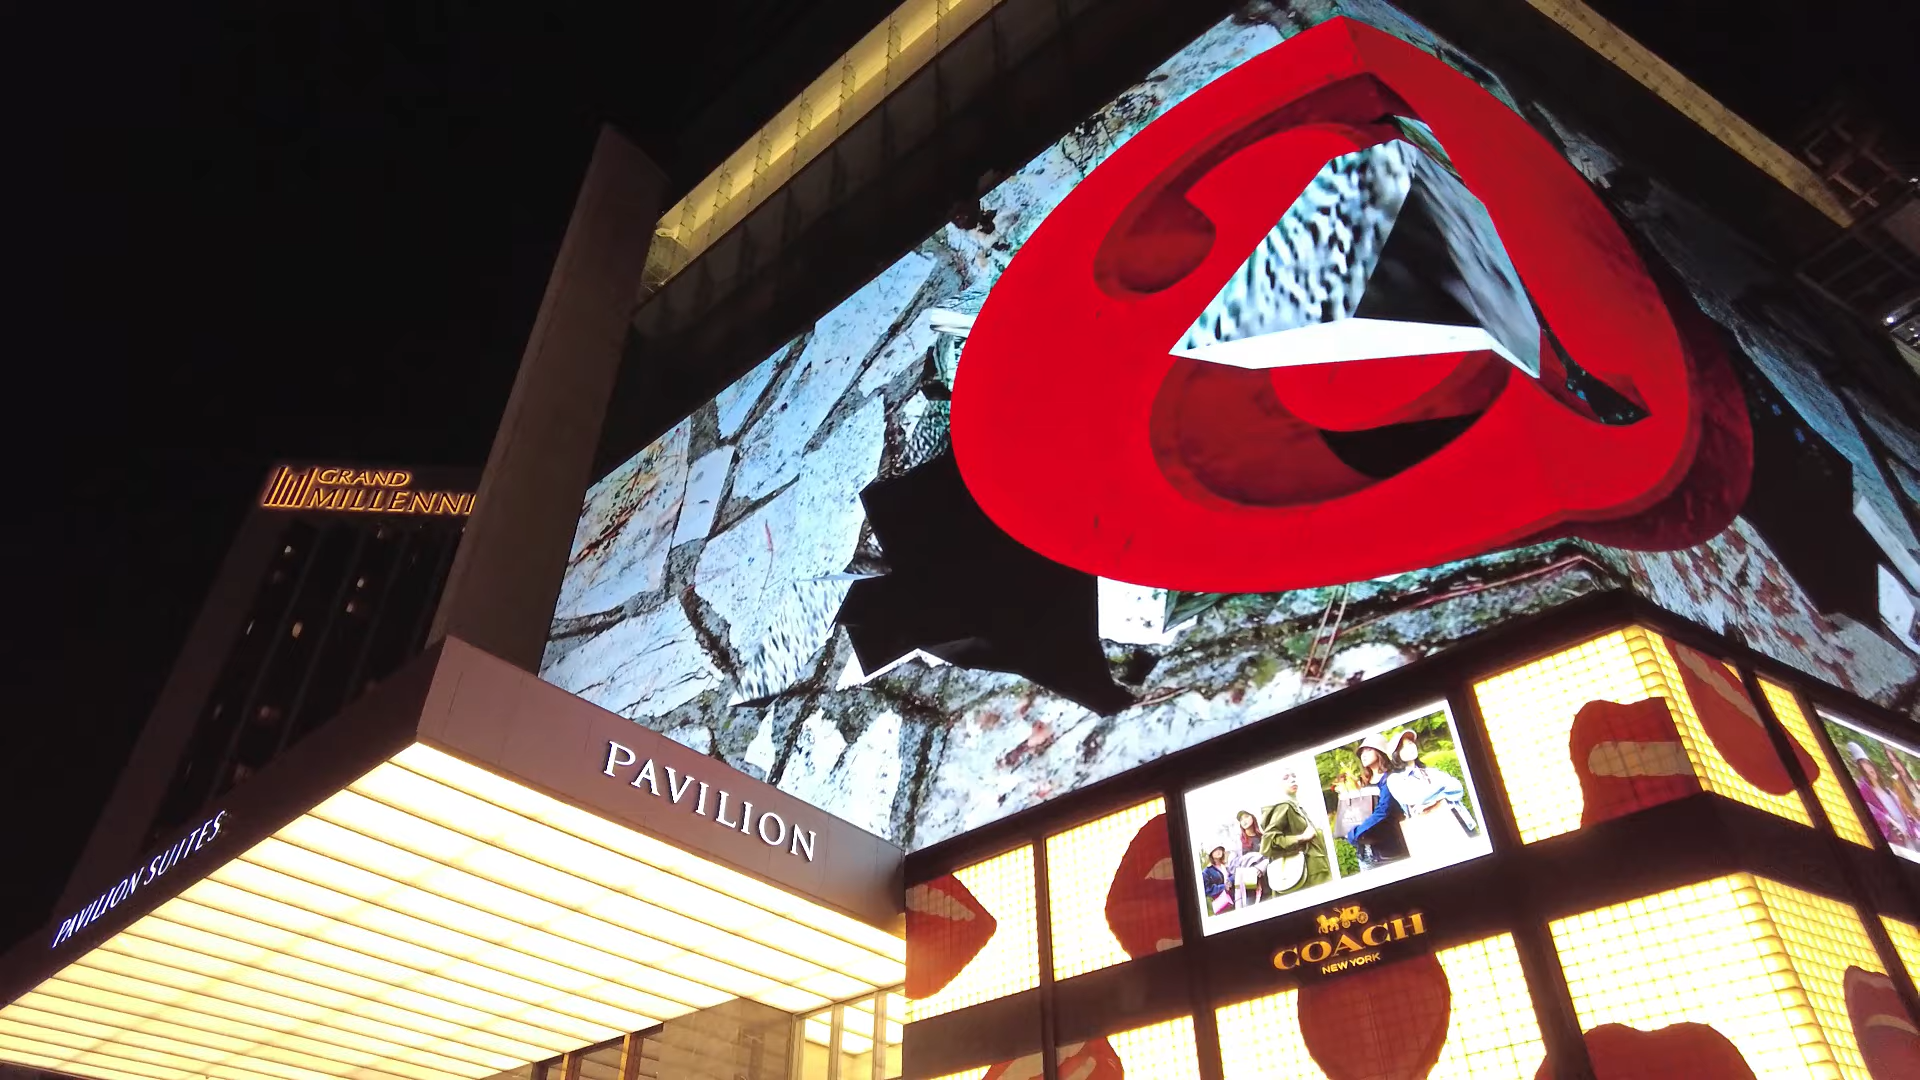 GRAND
MILLENNI
PAVILION
PAVILION SUITES
COACH
NEW YORK